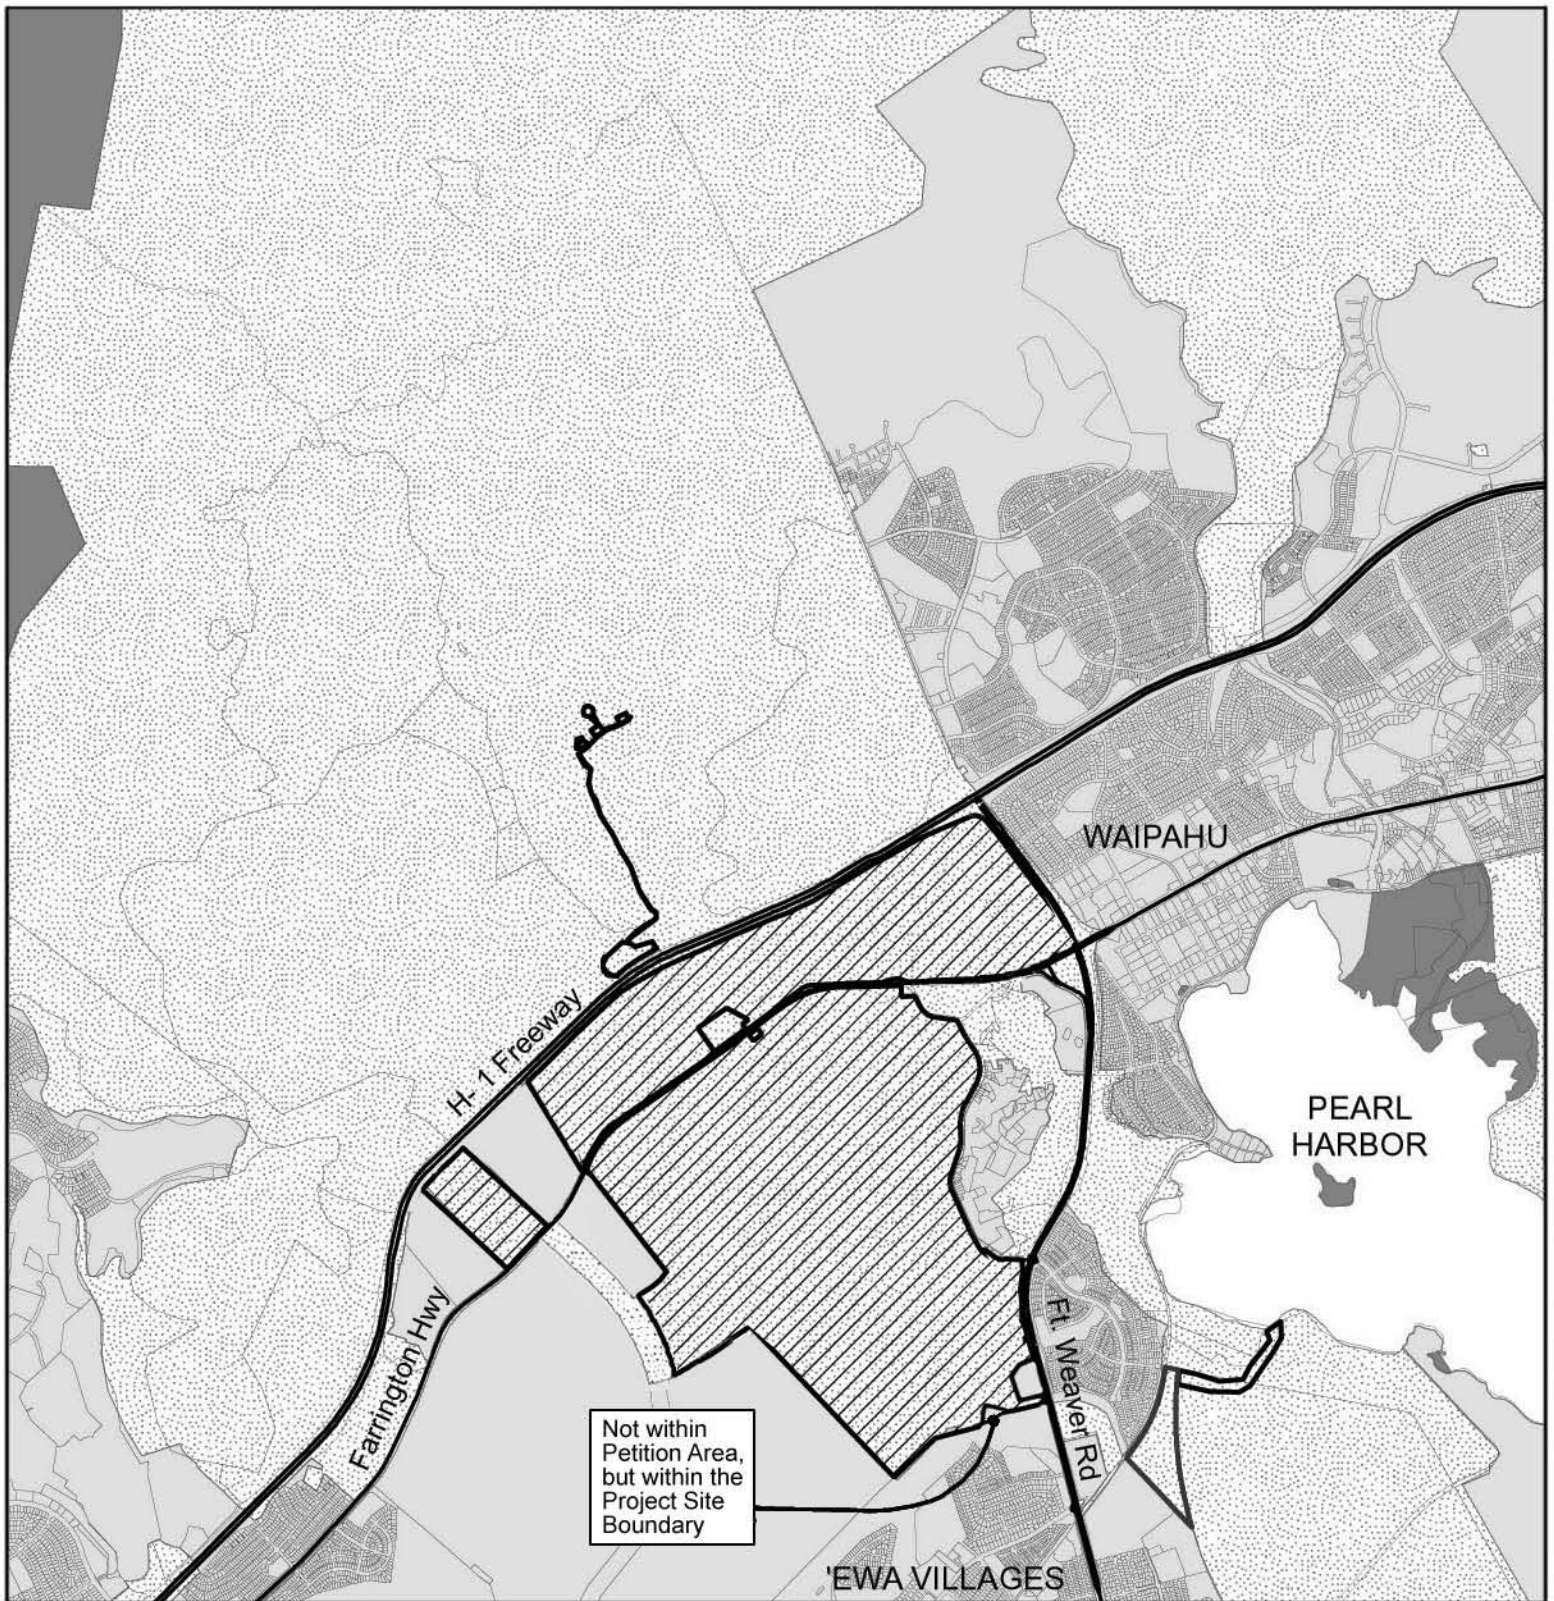 WAIPAHU
H- 1 Freeway
PEARL
HARBOR
Farrington Hwy
Ft. Weaver Rd
Not within
Petition Area,
but within the
Project Site
Boundary
'EWA VILLAGES